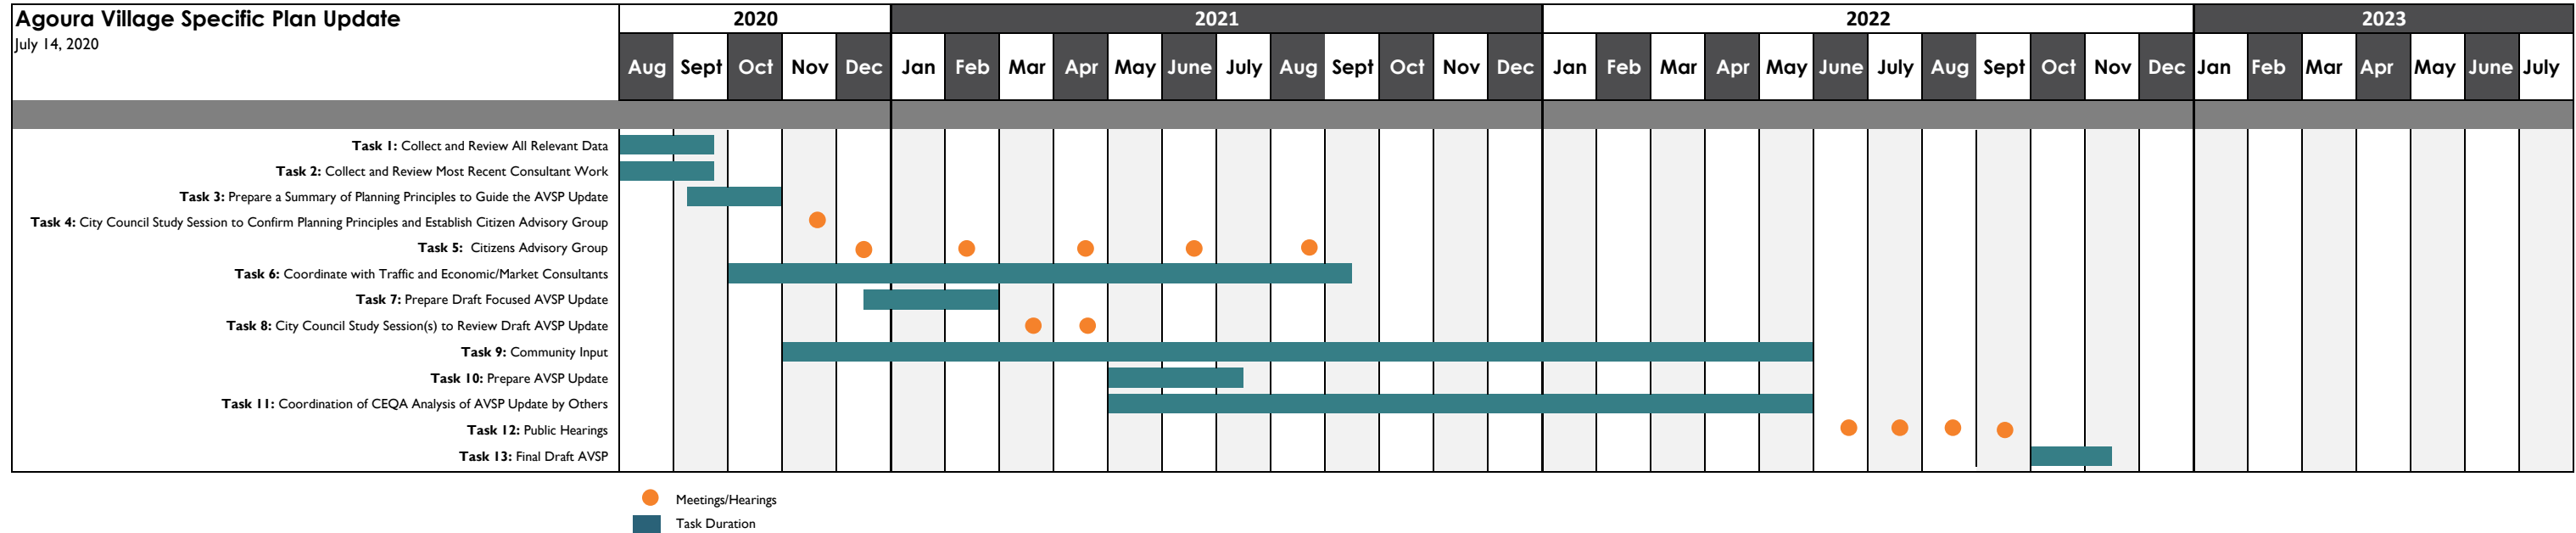 Agoura Village Specific Plan Update
July 14, 2020
2020 2021 2022 2023
Aug Sept Oct Nov Dec Jan Feb Mar Apr May June July Aug Sept Oct Nov Dec Jan Feb Mar Apr May June July Aug Sept Oct Nov Dec Jan Feb Mar Apr May June July
Task 1: Collect and Review All Relevant Data
Task 2: Collect and Review Most Recent Consultant Work
Task 3: Prepare a Summary of Planning Principles to Guide the AVSP Update
Task 4: City Council Study Session to Confirm Planning Principles and Establish Citizen Advisory Group
Task 5: Citizens Advisory Group
Task 6: Coordinate with Traffic and Economic/Market Consultants
Task 7: Prepare Draft Focused AVSP Update
Task 8: City Council Study Session(s) to Review Draft AVSP Update
Task 9: Community Input
Task 10: Prepare AVSP Update
Task 11: Coordination of CEQA Analysis of AVSP Update by Others
Task 12: Public Hearings
Task 13: Final Draft AVSP
Meetings/Hearings
Task Duration